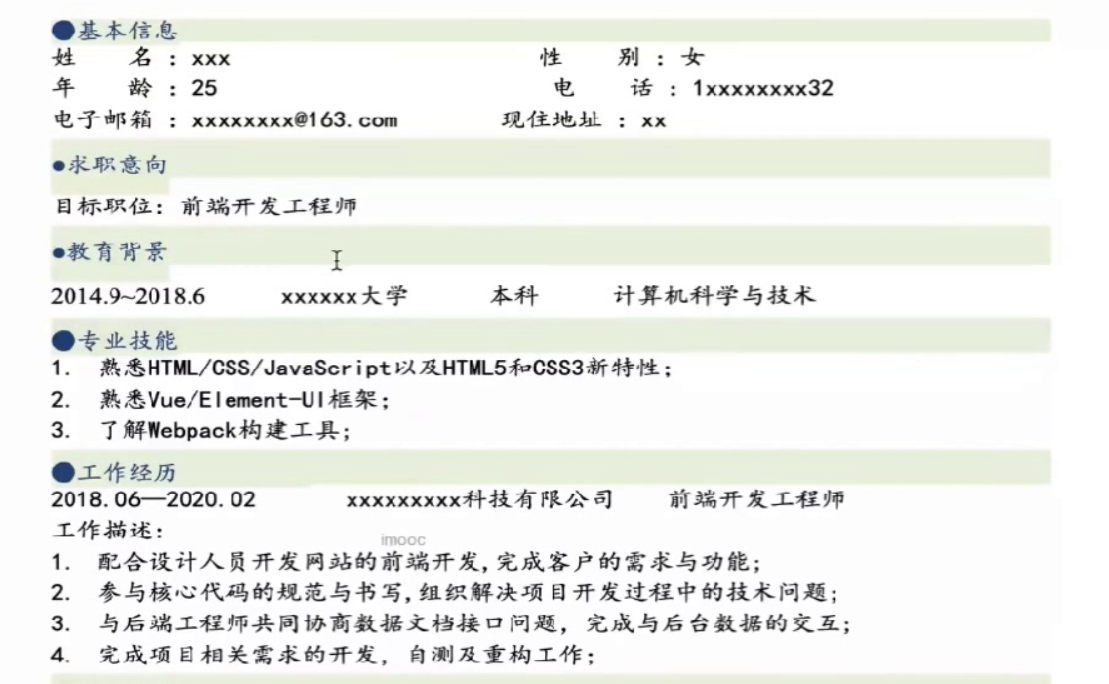 ●基本信息
姓 名 : xxx 性 别 : 女
年 龄 : 25 电 话 : 1xxxxxxxx32
电子邮箱 : xxxxxxxx@163.com 现住地址 : xx
●求职意向
目标职位: 前端开发工程师
●教育背景
2014.9~2018.6 xxxxxx大学 本科 计算机科学与技术
●专业技能
1. 熟悉HTML/CSS/JavaScript以及HTML5和CSS3新特性;
2. 熟悉Vue/Element-UI框架;
3. 了解Webpack构建工具;
●工作经历
2018.06—2020.02 xxxxxxxxx科技有限公司 前端开发工程师
工作描述:
imooc
1. 配合设计人员开发网站的前端开发,完成客户的需求与功能;
2. 参与核心代码的规范与书写,组织解决项目开发过程中的技术问题;
3. 与后端工程师共同协商数据文档接口问题, 完成与后台数据的交互;
4. 完成项目相关需求的开发, 自测及重构工作;